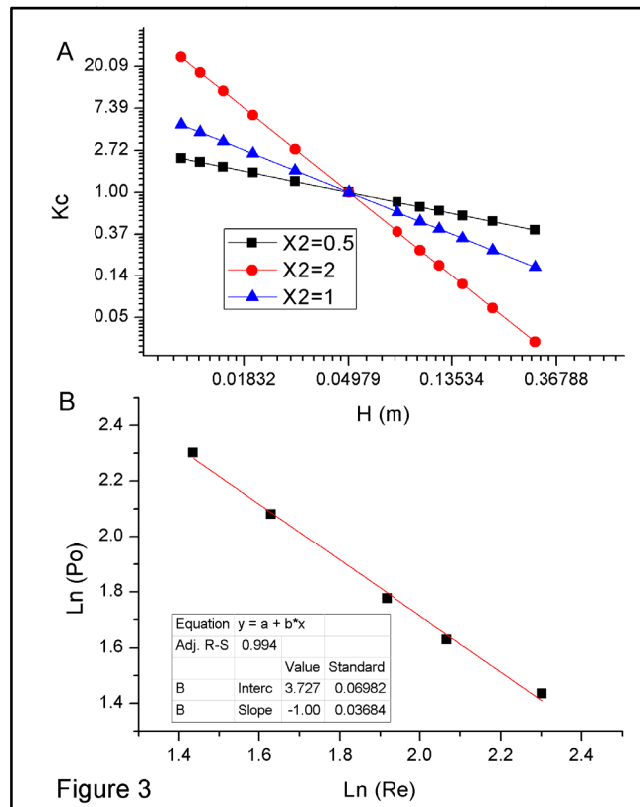 A
20.09
7.39
2.72
1.00
0.37
0.14
0.05
Kc
X2=0.5
X2=2
X2=1
0.01832 0.04979 0.13534 0.36788
H (m)
B
2.4
2.2
2.0
1.8
1.6
1.4
Ln (Po)
Equation y = a + b*x
Adj. R-S 0.994
Value Standard
B Interc 3.727 0.06982
B Slope -1.00 0.03684
1.4 1.6 1.8 2.0 2.2 2.4
Ln (Re)
Figure 3